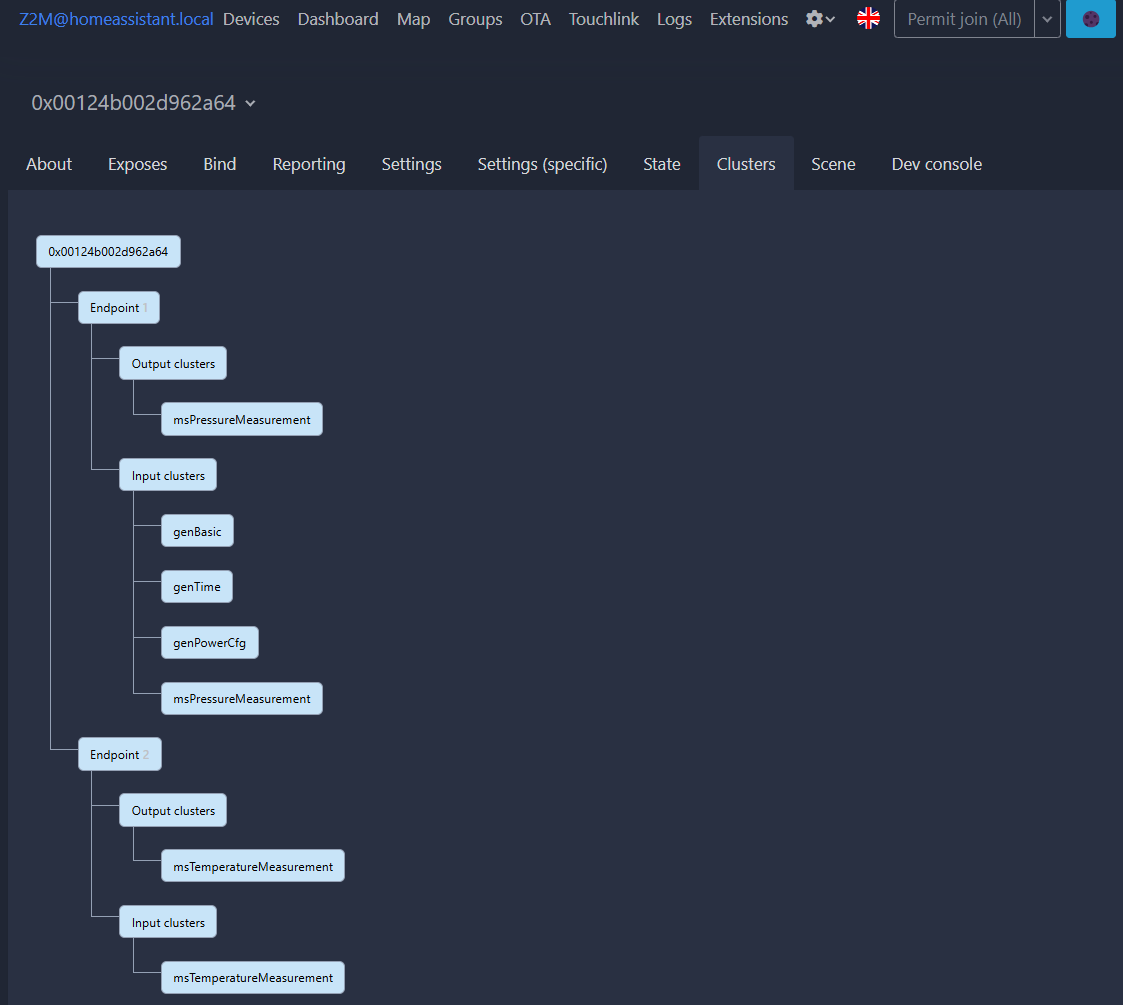 Z2M@homeassistant.local Devices Dashboard Map Groups OTA Touchlink Logs Extensions Permit join (All)
0x00124b002d962a64
About Exposes Bind Reporting Settings Settings (specific) State Clusters Scene Dev console
0x00124b002d962a64
Endpoint 1
Output clusters
msPressureMeasurement
Input clusters
genBasic
genTime
genPowerCfg
msPressureMeasurement
Endpoint 2
Output clusters
msTemperatureMeasurement
Input clusters
msTemperatureMeasurement